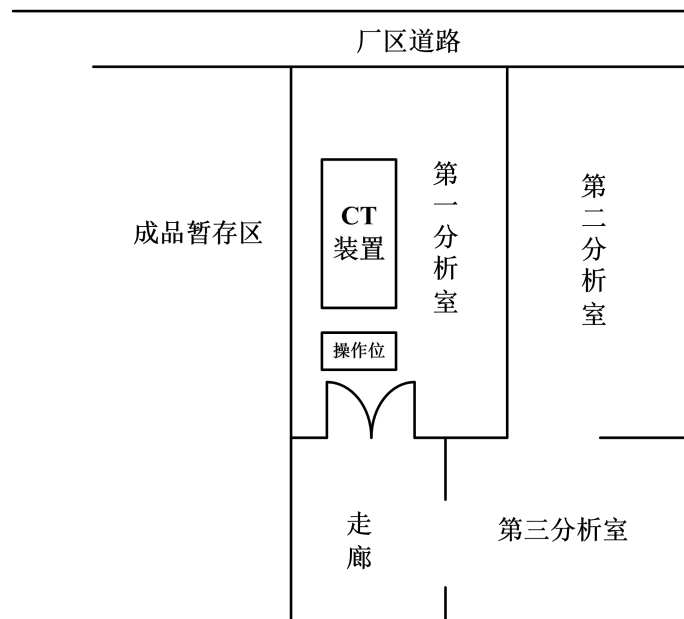 厂区道路
成品暂存区
CT
装置
第一分析室
第二分析室
操作位
走廊
第三分析室